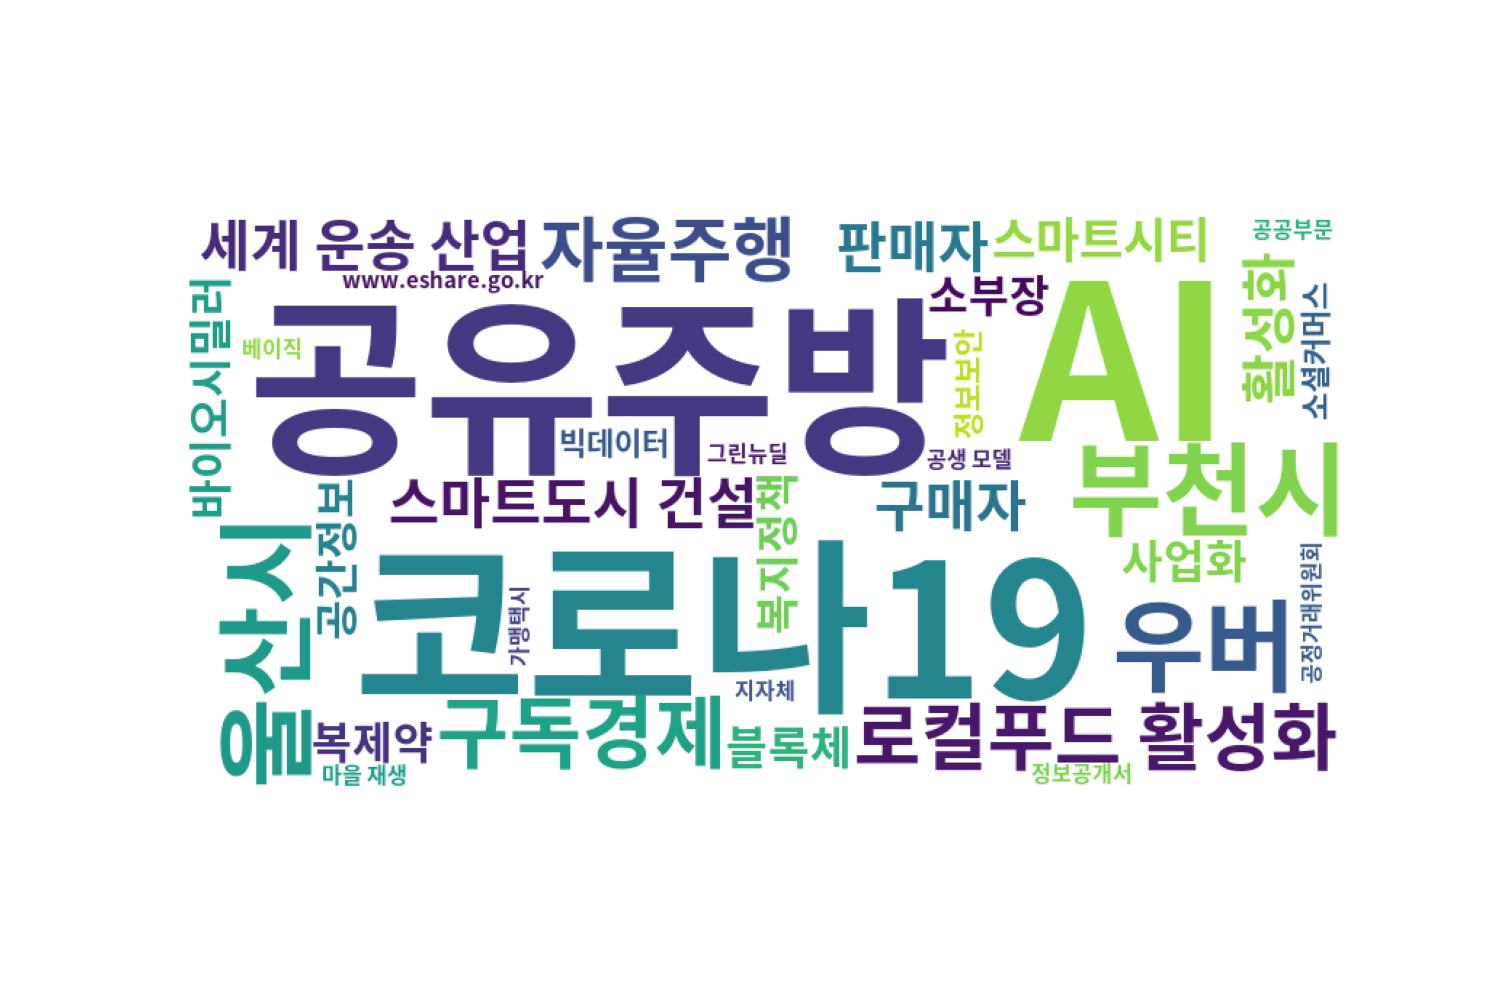 세계 운송 산업
자율주행
판매자
스마트시티
공공부문
www.eshare.go.kr
소부장
활성화
소셜커머스
바이오시밀러
베이직
공유주방
AI
정보보안
빅데이터
그린뉴딜
공생 모델
부천시
스마트도시 건설
복지정책
구매자
공간정보
울산시
사업화
코로나19
가맹택시
우버
공정거래위원회
지자체
복제약
구독경제
블록체
로컬푸드 활성화
마을 재생
정보공개서